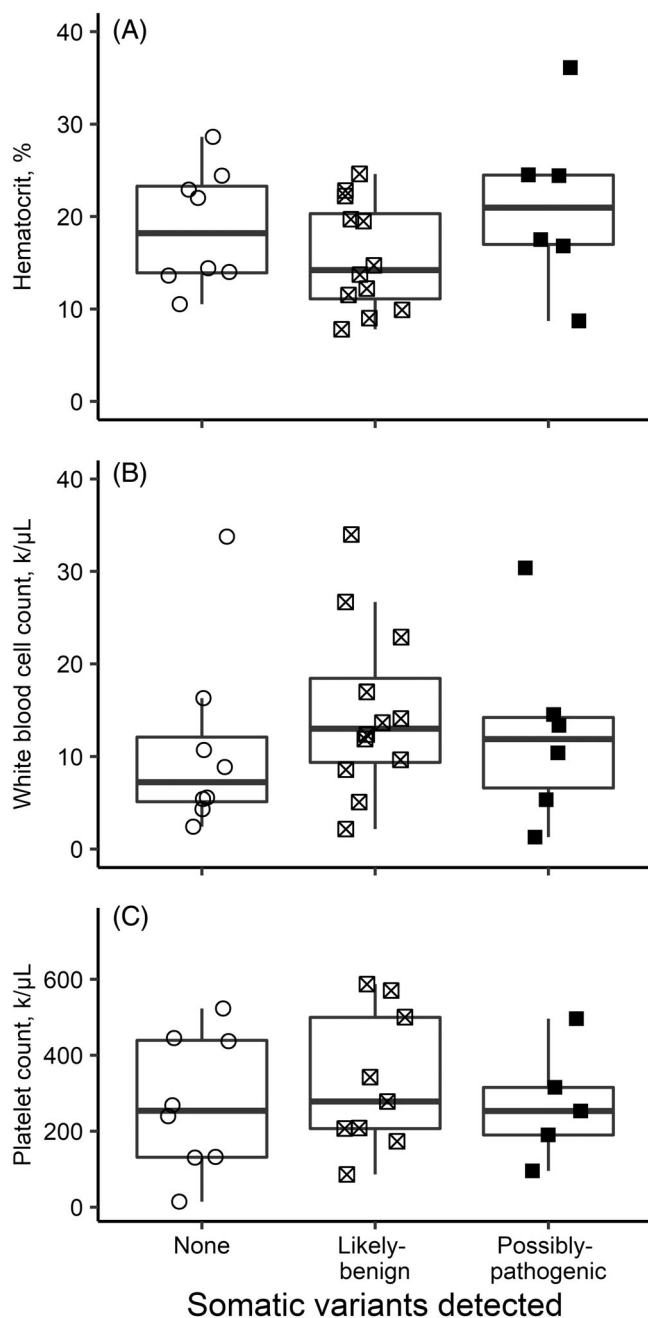 (A)
Hematocrit, %
40
30
20
10
0
(B)
White blood cell count, k/μL
40
30
20
10
0
(C)
Platelet count, k/μL
600
400
200
0
None
Likely-
benign
Possibly-
pathogenic
Somatic variants detected